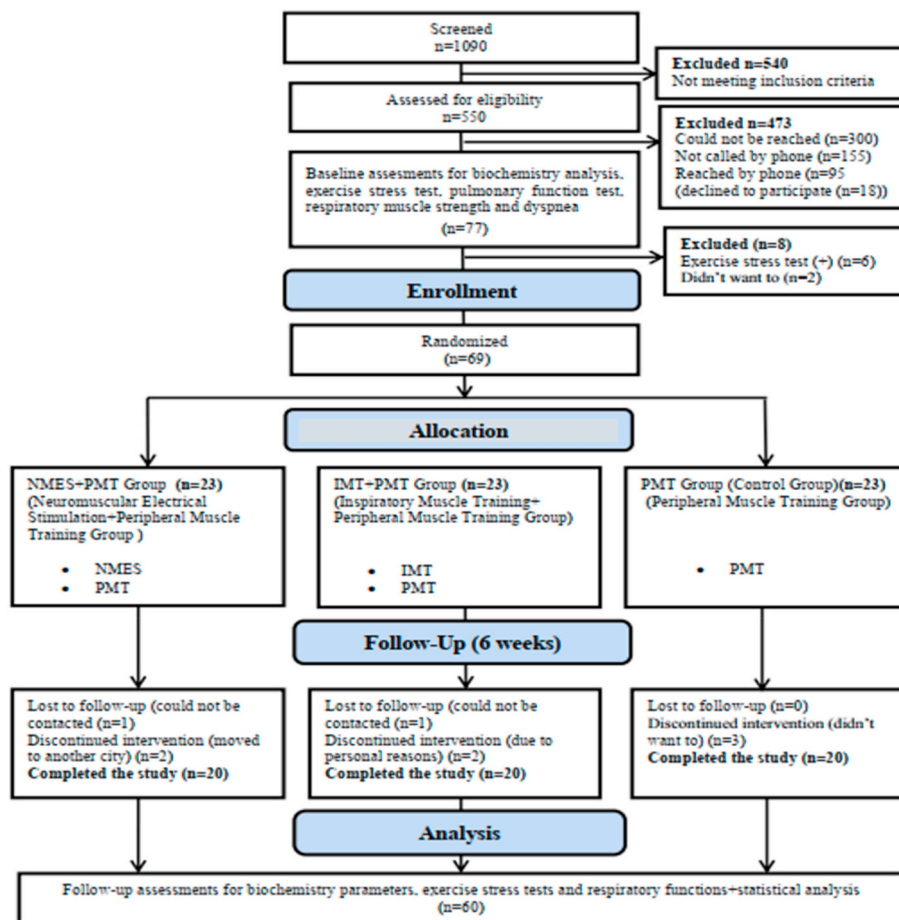 Screened
n=1090
Excluded n=540
Not meeting inclusion criteria
Assessed for eligibility
n=550
Excluded n=473
Could not be reached (n=300)
Not called by phone (n=155)
Reached by phone (n=95
(declined to participate (n=18))
Baseline assesments for biochemistry analysis,
exercise stress test, pulmonary function test,
respiratory muscle strength and dyspnea
(n=77)
Excluded (n=8)
Exercise stress test (+) (n=6)
Didn't want to (n=2)
Enrollment
Randomized
(n=69)
Allocation
NMES+PMT Group (n=23)
(Neuromuscular Electrical
Stimulation+Peripheral Muscle
Training Group )
• NMES
• PMT
IMT+PMT Group (n=23)
(Inspiratory Muscle Training+
Peripheral Muscle Training Group)
• IMT
• PMT
PMT Group (Control Group)(n=23)
(Peripheral Muscle Training Group)
• PMT
Follow-Up (6 weeks)
Lost to follow-up (could not be
contacted (n=1)
Discontinued intervention (moved
to another city) (n=2)
Completed the study (n=20)
Lost to follow-up (could not be
contacted (n=1)
Discontinued intervention (due to
personal reasons) (n=2)
Completed the study (n=20)
Lost to follow-up (n=0)
Discontinued intervention (didn't
want to) (n=3)
Completed the study (n=20)
Analysis
Follow-up assessments for biochemistry parameters, exercise stress tests and respiratory functions+statistical analysis
(n=60)